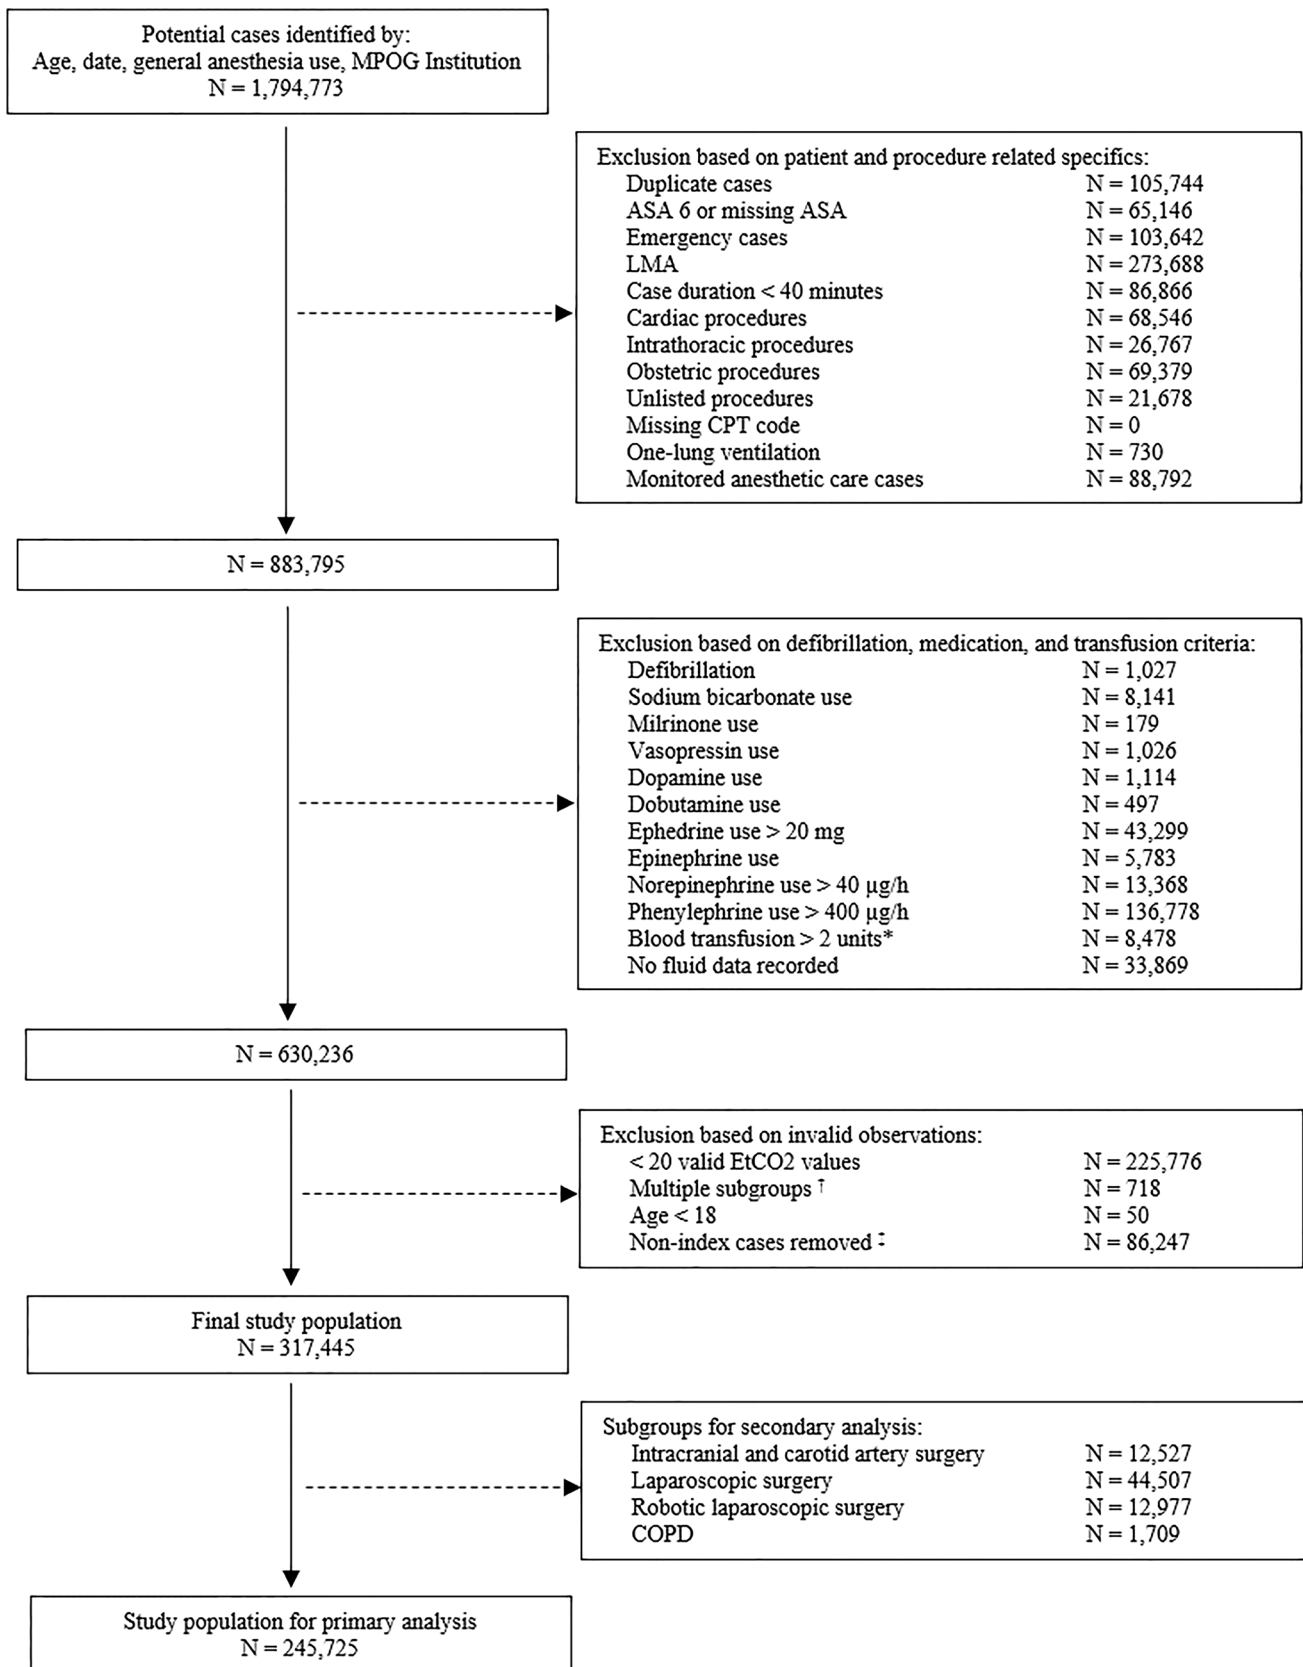 Potential cases identified by:
Age, date, general anesthesia use, MPOG Institution
N = 1,794,773
Exclusion based on patient and procedure related specifics:
Duplicate cases N = 105,744
ASA 6 or missing ASA N = 65,146
Emergency cases N = 103,642
LMA N = 273,688
Case duration < 40 minutes N = 86,866
Cardiac procedures N = 68,546
Intrathoracic procedures N = 26,767
Obstetric procedures N = 69,379
Unlisted procedures N = 21,678
Missing CPT code N = 0
One-lung ventilation N = 730
Monitored anesthetic care cases N = 88,792
N = 883,795
Exclusion based on defibrillation, medication, and transfusion criteria:
Defibrillation N = 1,027
Sodium bicarbonate use N = 8,141
Milrinone use N = 179
Vasopressin use N = 1,026
Dopamine use N = 1,114
Dobutamine use N = 497
Ephedrine use > 20 mg N = 43,299
Epinephrine use N = 5,783
Norepinephrine use > 40 µg/h N = 13,368
Phenylephrine use > 400 µg/h N = 136,778
Blood transfusion > 2 units* N = 8,478
No fluid data recorded N = 33,869
N = 630,236
Exclusion based on invalid observations:
< 20 valid EtCO2 values N = 225,776
Multiple subgroups † N = 718
Age < 18 N = 50
Non-index cases removed ‡ N = 86,247
Final study population
N = 317,445
Subgroups for secondary analysis:
Intracranial and carotid artery surgery N = 12,527
Laparoscopic surgery N = 44,507
Robotic laparoscopic surgery N = 12,977
COPD N = 1,709
Study population for primary analysis
N = 245,725